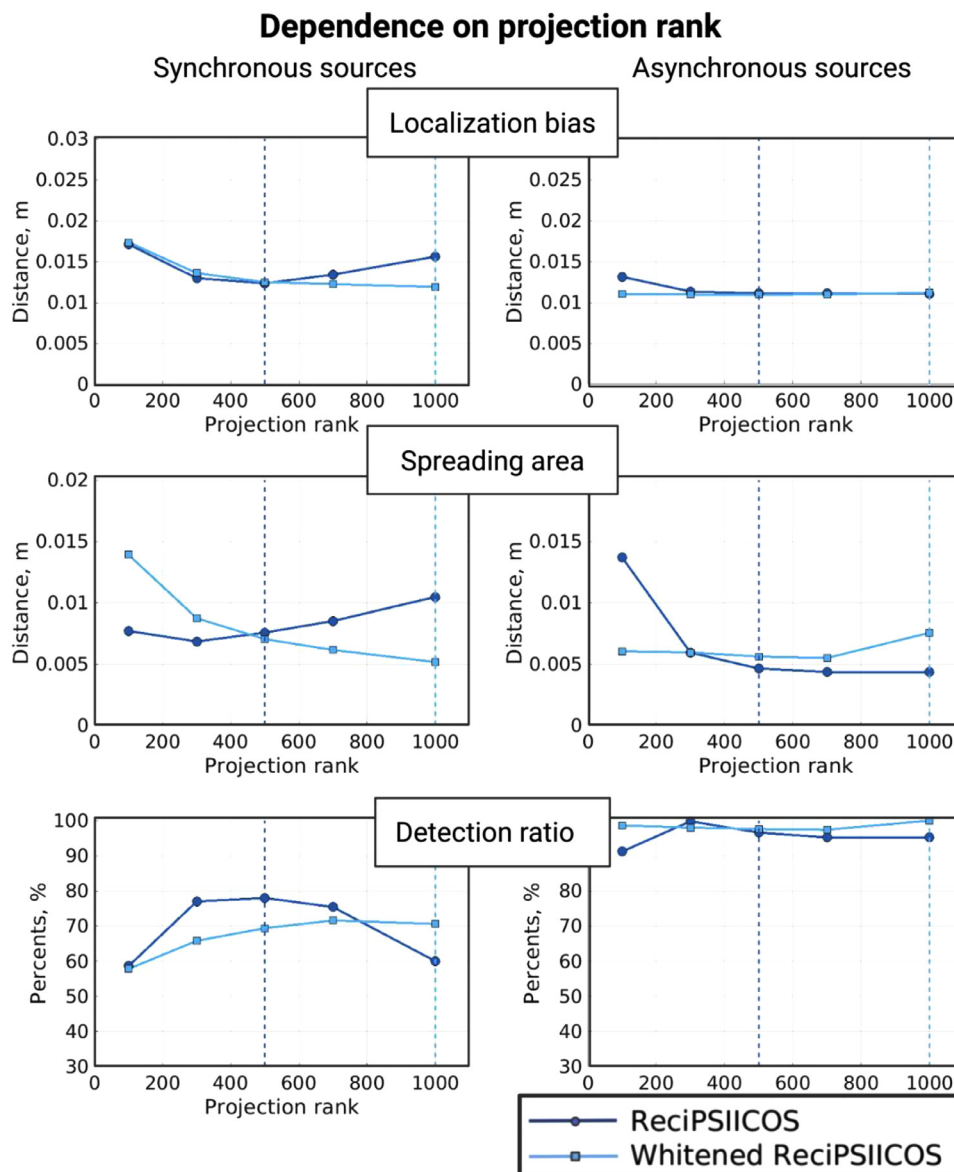 Dependence on projection rank
Synchronous sources
Asynchronous sources
Localization bias
0.03
0.025
0.02
0.015
0.01
0.005
0
Distance, m
0 200 400 600 800 1000
Projection rank
0.03
0.025
0.02
0.015
0.01
0.005
0
Distance, m
0 200 400 600 800 1000
Projection rank
Spreading area
0.02
0.015
0.01
0.005
0
Distance, m
0 200 400 600 800 1000
Projection rank
0.015
0.01
0.005
0
Distance, m
0 200 400 600 800 1000
Projection rank
Detection ratio
100
90
80
70
60
50
40
30
Percents, %
0 200 400 600 800 1000
Projection rank
100
90
80
70
60
50
40
30
Percents, %
0 200 400 600 800 1000
ReciPSIICOS
Whitened ReciPSIICOS